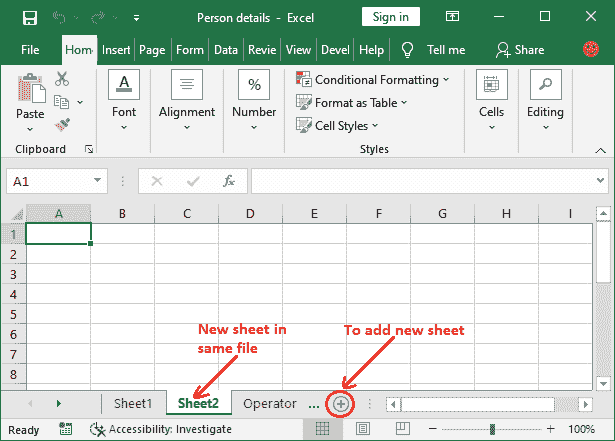 Person details - Excel
Sign in
File Home Insert Page Form Data Revie View Devel Help Tell me Share
Paste
Font
Alignment
Number
%
A
Conditional Formatting
Format as Table
Cell Styles
Cells
Editing
Clipboard
Styles
A1
fx
A B C D E F G H I
1
2
3
4
5
6
7
8
New sheet in
same file
To add new sheet
Sheet1 Sheet2 Operator ...
Ready Accessibility: Investigate 100%